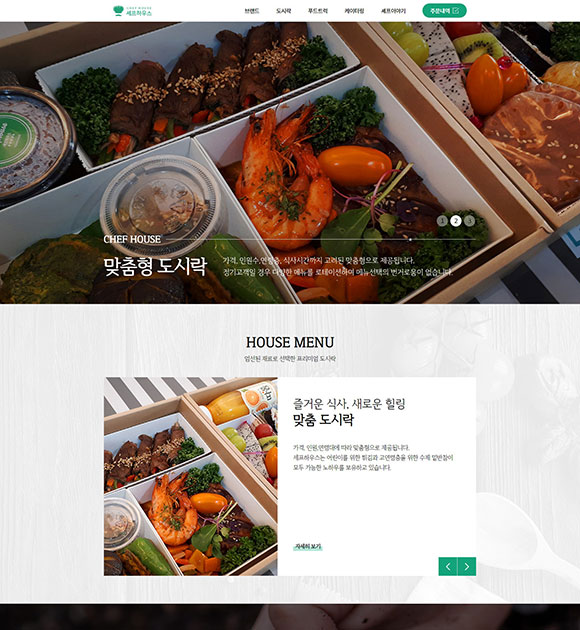 CHEF HOUSE
셰프하우스
브랜드
도시락
푸드트럭
케이터링
셰프이야기
주문내역
1 2 3
CHEF HOUSE
맞춤형 도시락
가격, 인원수,연령층, 식사시간까지 고려된 맞춤형으로 제공됩니다.
정기고객일 경우 다양한 메뉴를 로테이션하여 메뉴선택의 번거로움이 없습니다.
HOUSE MENU
엄선된 재료로 선택한 프리미엄 도시락
즐거운 식사, 새로운 힐링
맞춤 도시락
가격, 인원,연령대에 따라 맞춤형으로 제공됩니다.
셰프하우스는 어린이를 위한 튀김과 고연령층을 위한 수제 밑반찬이
모두 가능한 노하우를 보유하고 있습니다.
자세히 보기